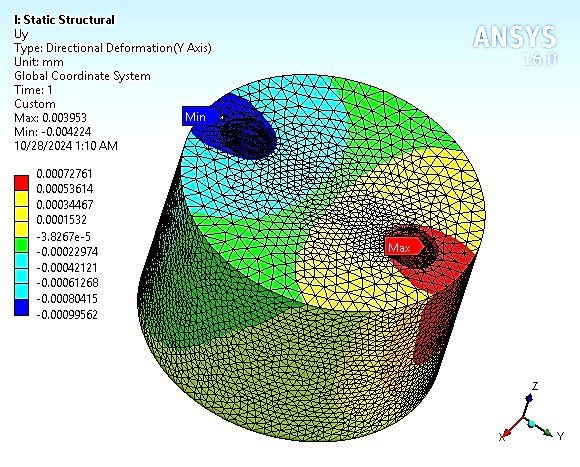 I: Static Structural
Uy
Type: Directional Deformation(Y Axis)
Unit: mm
Global Coordinate System
Time: 1
Custom
Max: 0.003953
Min: -0.004224
10/28/2024 1:10 AM
ANSYS
16.0
0.00072761
0.00053614
0.00034467
0.0001532
-3.8267e-5
-0.00022974
-0.00042121
-0.00061268
-0.00080415
-0.00099562
Min
Max
Z
X
Y